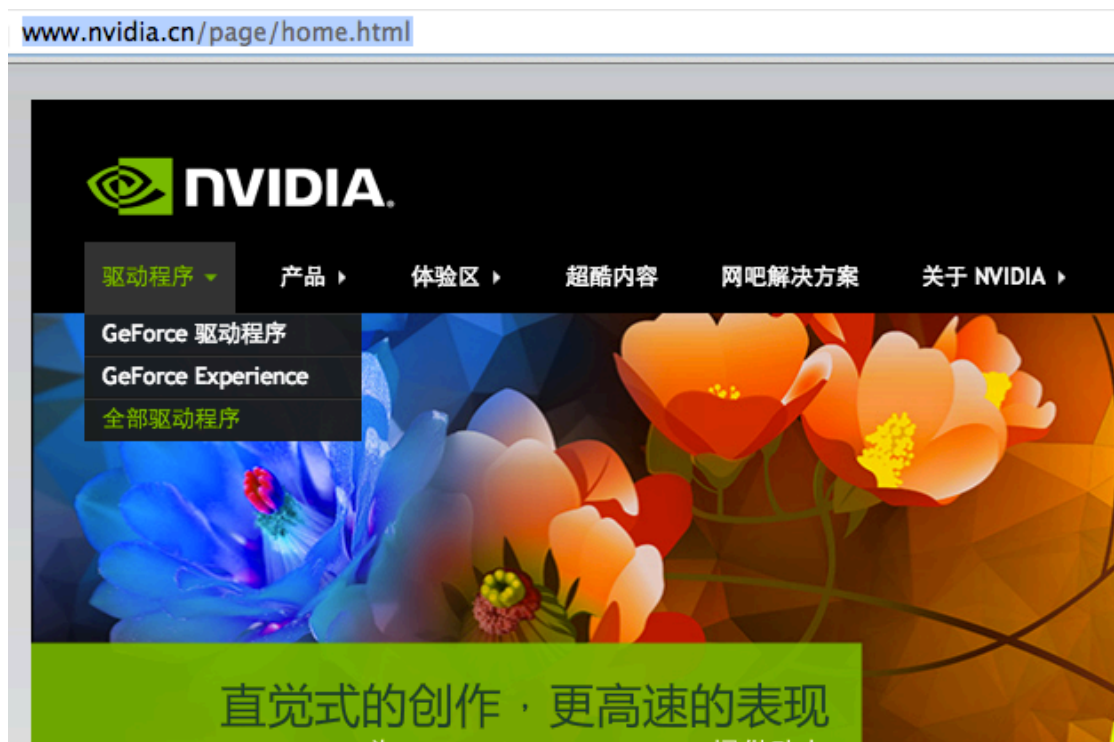 www.nvidia.cn/page/home.html
NVIDIA.
驱动程序 产品 体验区 超酷内容 网吧解决方案 关于 NVIDIA
GeForce 驱动程序
GeForce Experience
全部驱动程序
直觉式的创作，更高速的表现